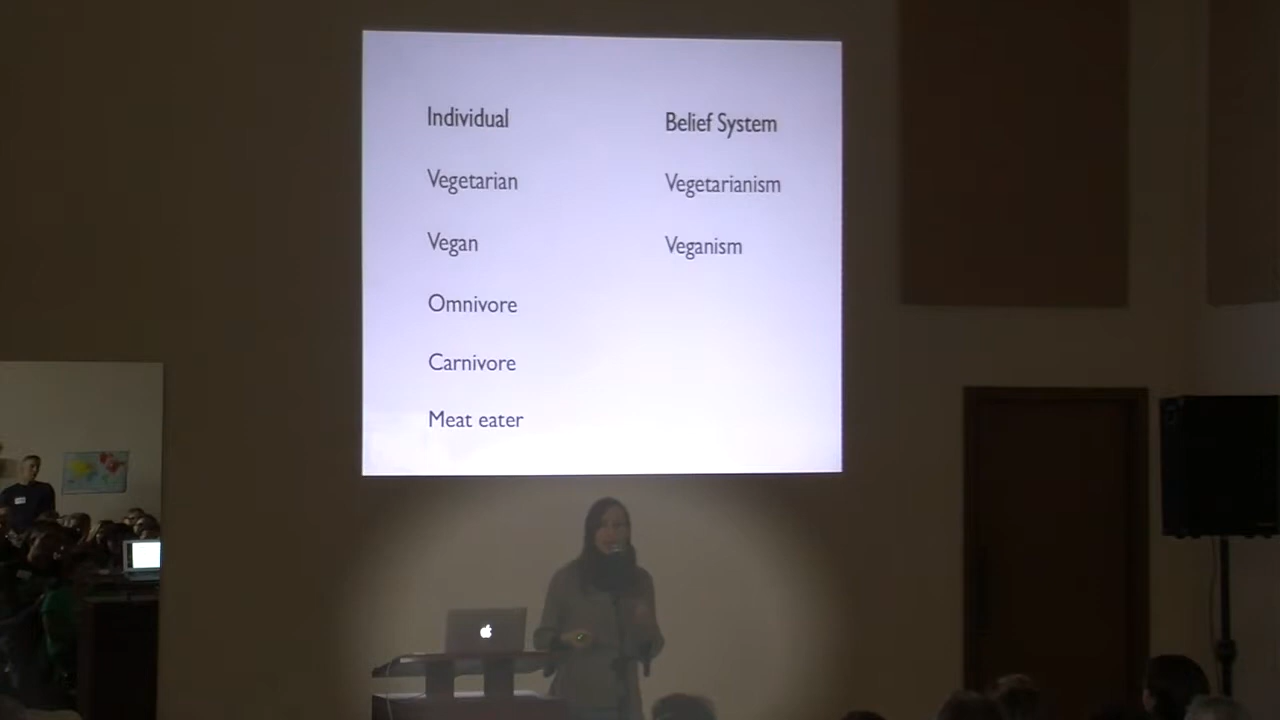 Individual Belief System
Vegetarian Vegetarianism
Vegan Veganism
Omnivore
Carnivore
Meat eater